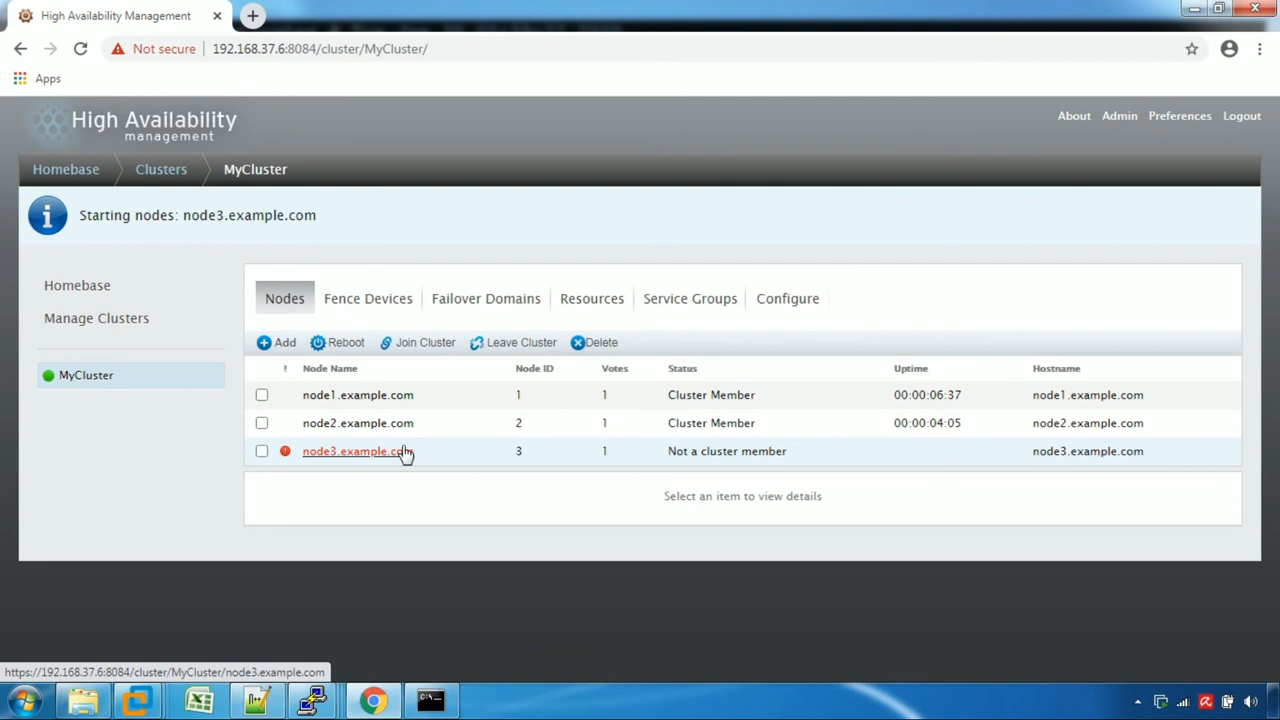 High Availability Management
Not secure 192.168.37.6:8084/cluster/MyCluster/
Apps
High Availability
management
About Admin Preferences Logout
Homebase Clusters MyCluster
Starting nodes: node3.example.com
Homebase
Manage Clusters
MyCluster
Nodes Fence Devices Failover Domains Resources Service Groups Configure
Add Reboot Join Cluster Leave Cluster Delete
! Node Name Node ID Votes Status Uptime Hostname
node1.example.com 1 1 Cluster Member 00:00:06:37 node1.example.com
node2.example.com 2 1 Cluster Member 00:00:04:05 node2.example.com
node3.example.com 3 1 Not a cluster member node3.example.com
Select an item to view details
https://192.168.37.6:8084/cluster/MyCluster/node3.example.com